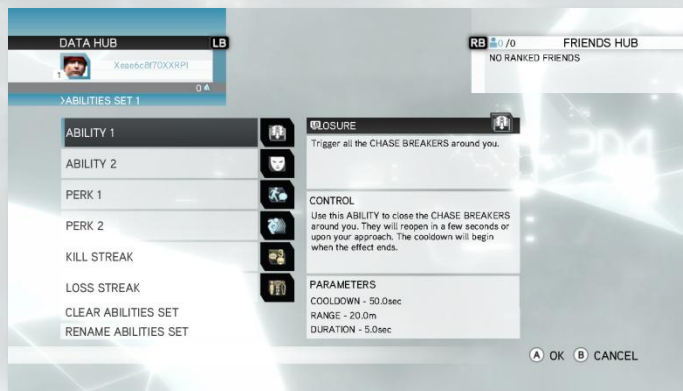 DATA HUB LB
1 Xeee6c8f70XXRPI
0
>ABILITIES SET 1
RB 0/0 FRIENDS HUB
NO RANKED FRIENDS
ABILITY 1
ABILITY 2
PERK 1
PERK 2
KILL STREAK
LOSS STREAK
CLEAR ABILITIES SET
RENAME ABILITIES SET
CLOSURE
Trigger all the CHASE BREAKERS around you.
CONTROL
Use this ABILITY to close the CHASE BREAKERS
around you. They will reopen in a few seconds or
upon your approach. The cooldown will begin
when the effect ends.
PARAMETERS
COOLDOWN - 50.0sec
RANGE - 20.0m
DURATION - 5.0sec
A OK B CANCEL